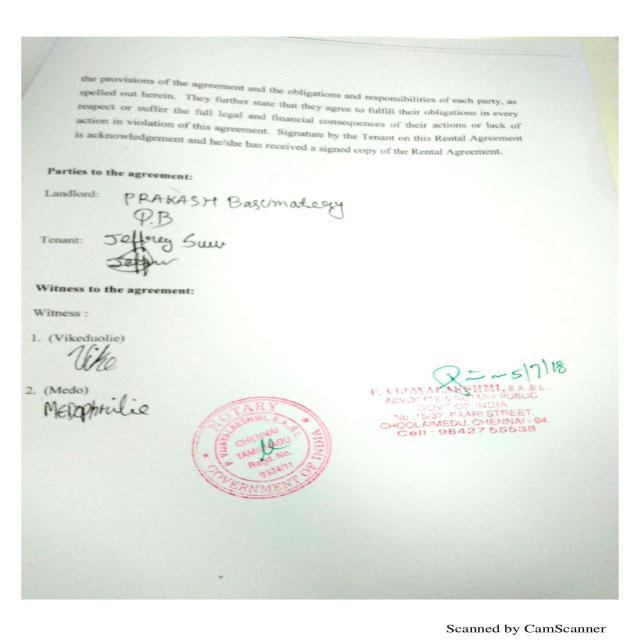 the provisions of the agreement and the obligations and responsibilities of each party, as
spelled out herein. They further state that they agree to fulfill their obligations in every
respect or suffer the full legal and financial consequences of their actions or lack of
action in violation of this agreement. Signature by the Tenant on this Rental Agreement
is acknowledgement and he/she has received a signed copy of the Rental Agreement.
Parties to the agreement:
Landlord: PRAKASH Basumatary
P.B
Tenant: Jeffrey
Witness to the agreement:
Witness :
1. (Vikeduolie)
Vike
2. (Medo)
Medophrilie
5/7/18
VIJAYALAKSHMI, B.A.B.L.
ADVOCATE & NOTARY PUBLIC
GOVT OF INDIA
No. 15/37, PAARI STREET,
CHOOLAIMEDU, CHENNAI - 94.
Cell : 98427 55538
NOTARY
P VIJAYALAKSHMI, B.A.B.L.
CHENNAI
TAMIL NADU
Regd. No.
9334/11
GOVERNMENT OF INDIA
Scanned by CamScanner